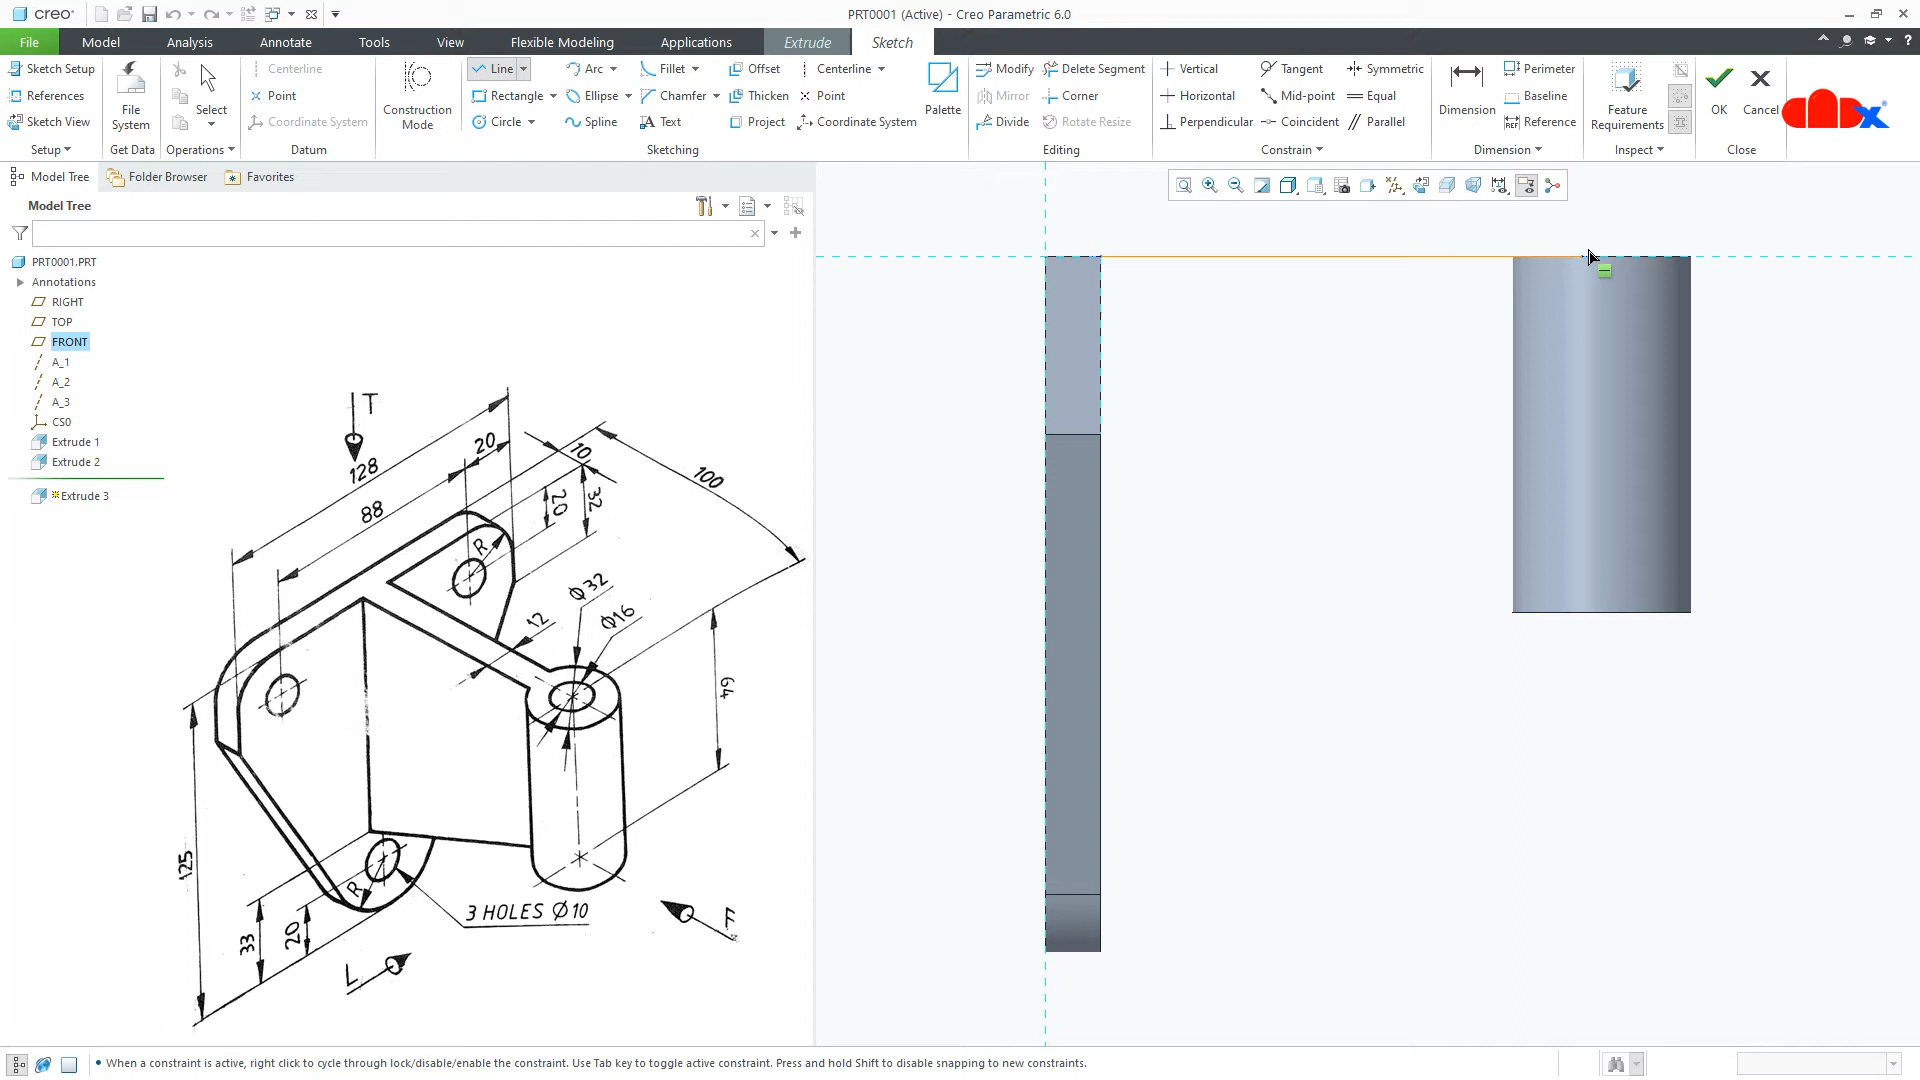 creo
PRT0001 (Active) - Creo Parametric 6.0
File Model Analysis Annotate Tools View Flexible Modeling Applications Extrude Sketch
Sketch Setup
References
Sketch View
Setup
File System
Get Data
Select
Operations
Centerline
Point
Coordinate System
Datum
Construction Mode
Line Arc Fillet Offset Centerline
Rectangle Ellipse Chamfer Thicken Point
Circle Spline Text Project Coordinate System
Palette
Sketching
Modify Delete Segment
Mirror Corner
Divide Rotate Resize
Editing
Vertical Tangent Symmetric
Horizontal Mid-point Equal
Perpendicular Coincident Parallel
Constrain
Dimension
Perimeter
Baseline
REF Reference
Dimension
Feature Requirements
Inspect
OK Cancel
Close
Model Tree Folder Browser Favorites
Model Tree
PRT0001.PRT
Annotations
RIGHT
TOP
FRONT
A_1
A_2
A_3
CS0
Extrude 1
Extrude 2
Extrude 3
T
128
20
10
100
88
20
32
R
Φ32
Φ16
12
64
125
R
33
20
3 HOLES Φ10
F
L
When a constraint is active, right click to cycle through lock/disable/enable the constraint. Use Tab key to toggle active constraint. Press and hold Shift to disable snapping to new constraints.